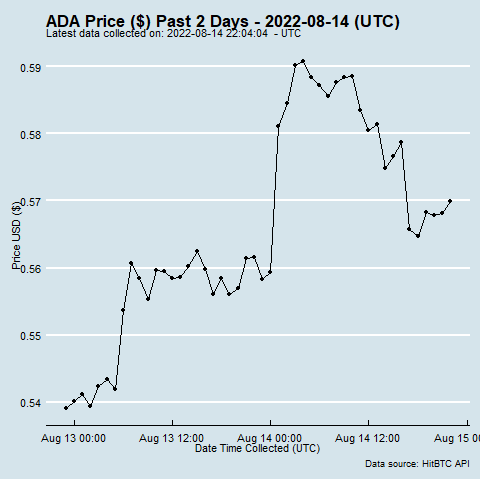 ADA Price ($) Past 2 Days - 2022-08-14 (UTC)
Latest data collected on: 2022-08-14 22:04:04 - UTC
0.59
0.58
0.57
Price USD ($)
0.56
0.55
0.54
Aug 13 00:00 Aug 13 12:00 Aug 14 00:00 Aug 14 12:00 Aug 15 00
Date Time Collected (UTC)
Data source: HitBTC API